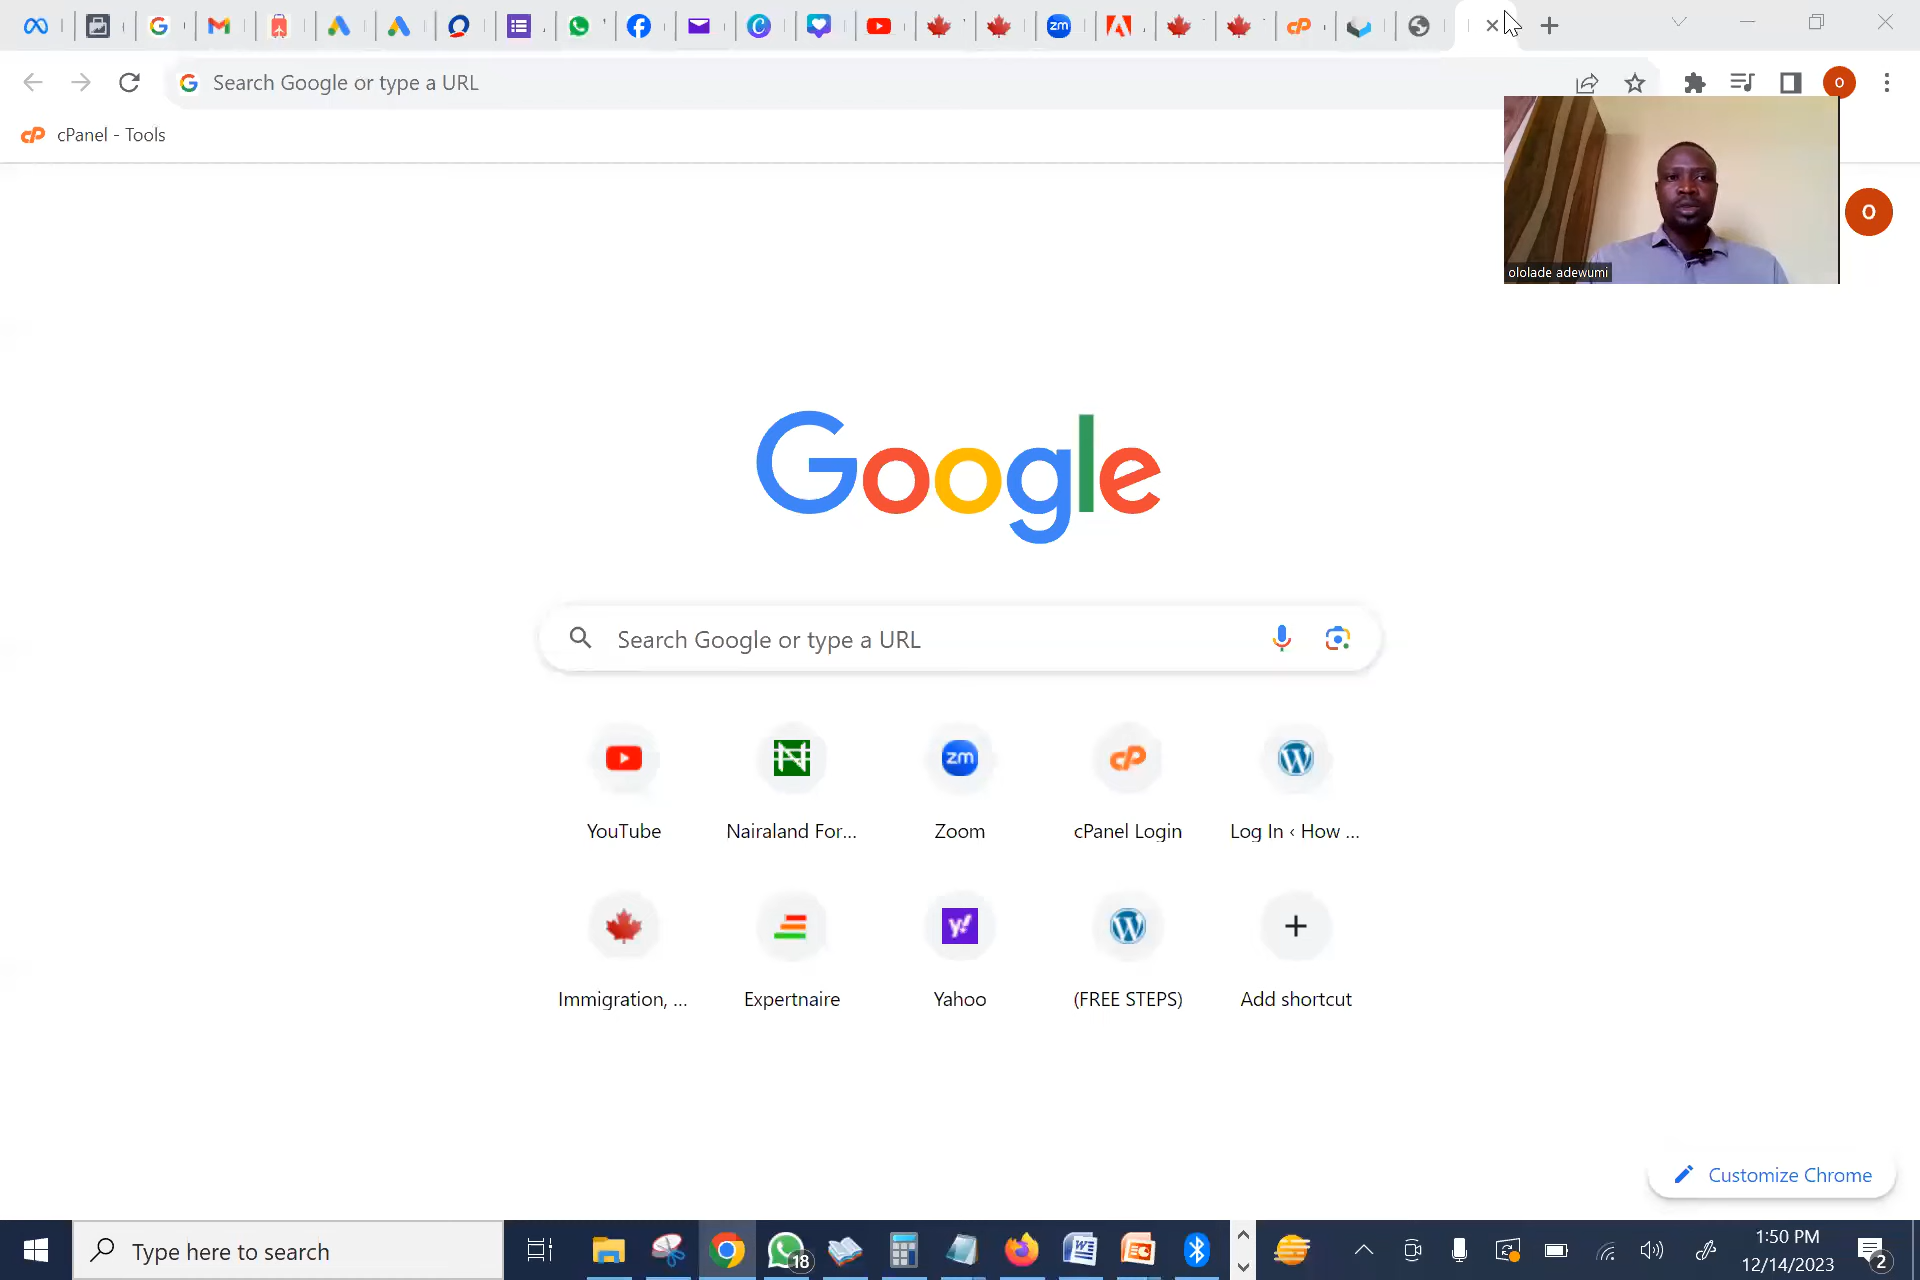 zm
Search Google or type a URL
O
cPanel - Tools
O
ololade adewumi
Google
Search Google or type a URL
zm
YouTube
Nairaland For...
Zoom
cPanel Login
Log In ‹ How ...
y!
Immigration, ...
Expertnaire
Yahoo
(FREE STEPS)
Add shortcut
Customize Chrome
Type here to search
18
1:50 PM
12/14/2023
2